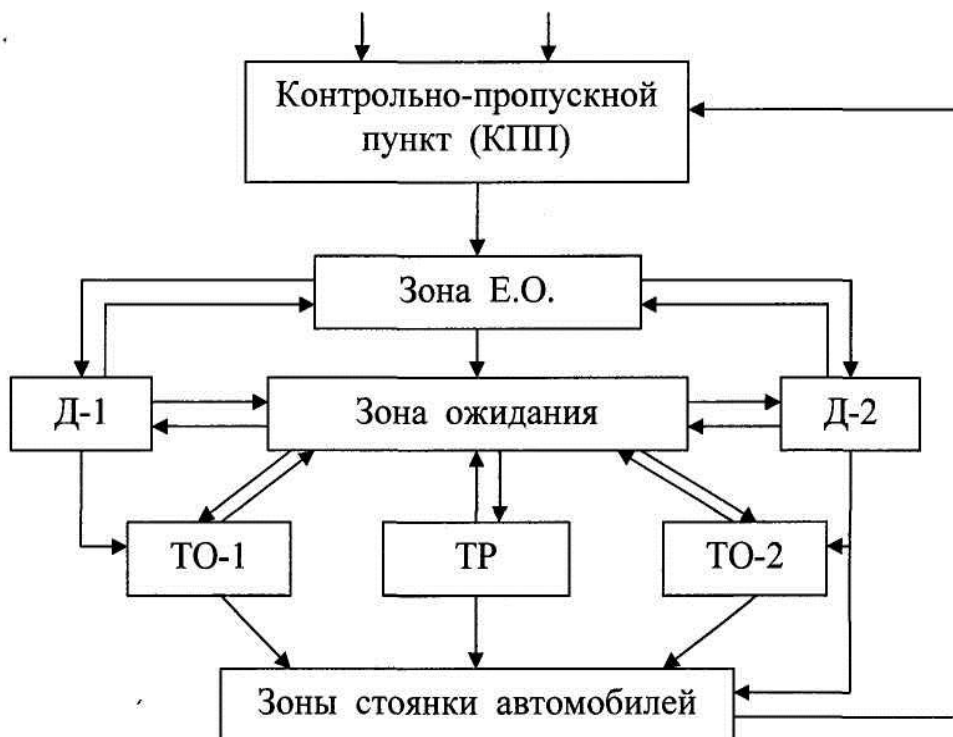 Контрольно-пропускной
пункт (КПП)
Зона Е.О.
Д-1
Зона ожидания
Д-2
ТО-1
ТР
ТО-2
Зоны стоянки автомобилей